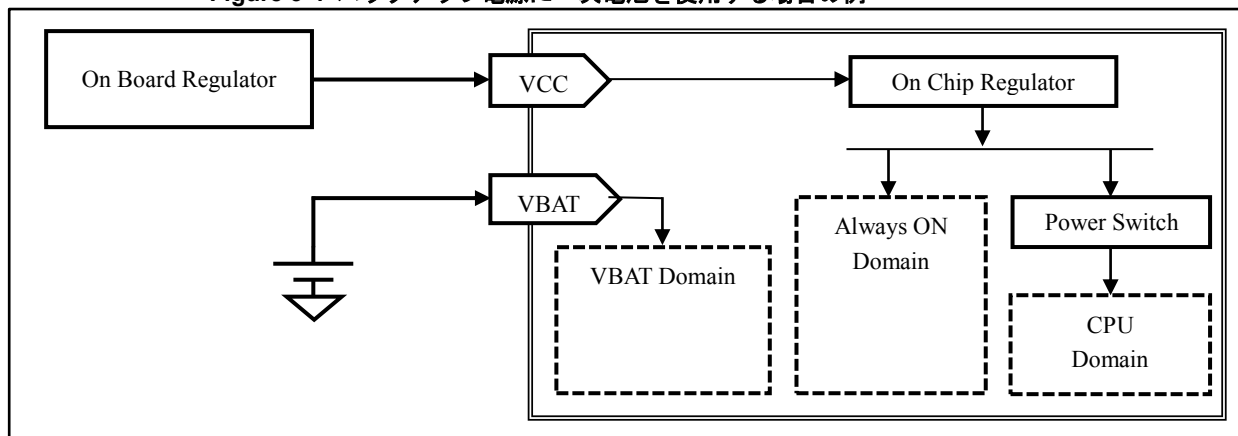 On Board Regulator
VCC
On Chip Regulator
VBAT
Always ON
Domain
Power Switch
VBAT Domain
CPU
Domain